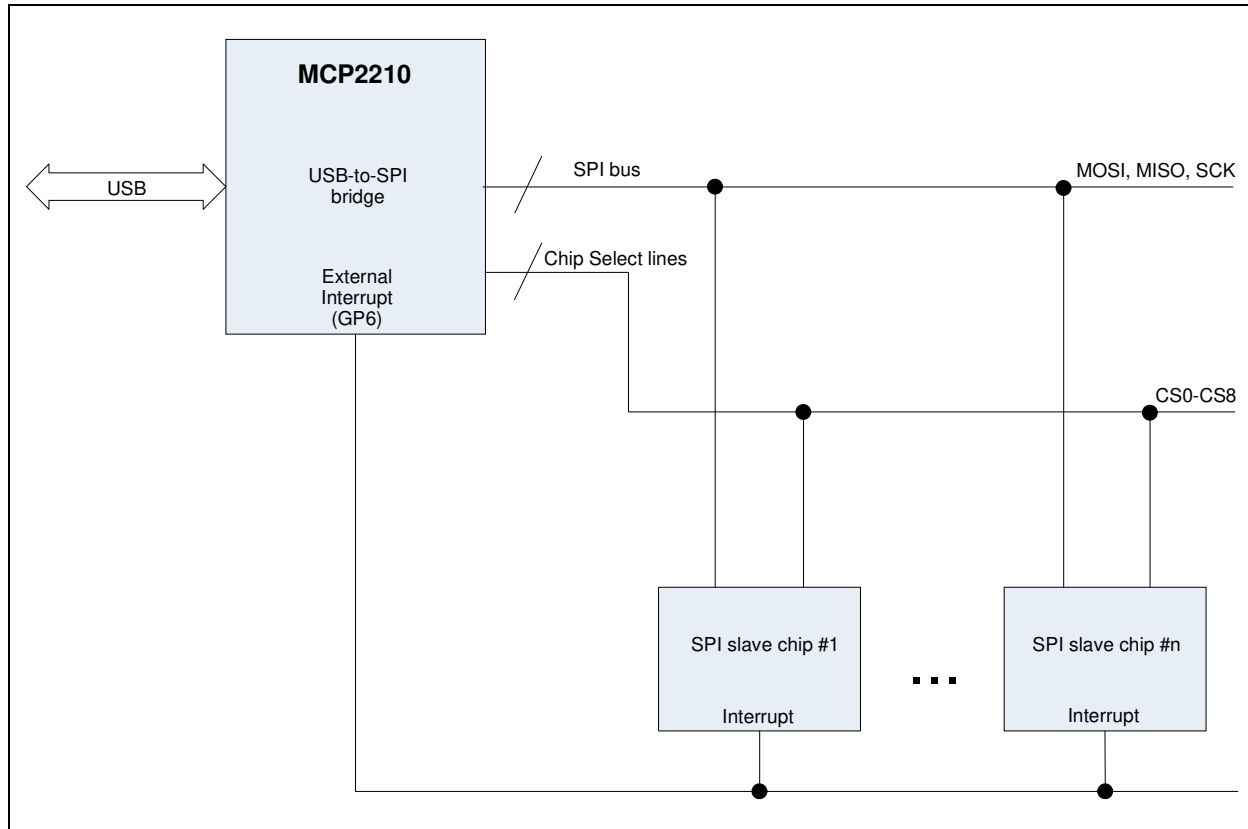 MCP2210
USB
USB-to-SPI
bridge
SPI bus
MOSI, MISO, SCK
Chip Select lines
External
Interrupt
(GP6)
CS0-CS8
SPI slave chip #1
SPI slave chip #n
...
Interrupt
Interrupt